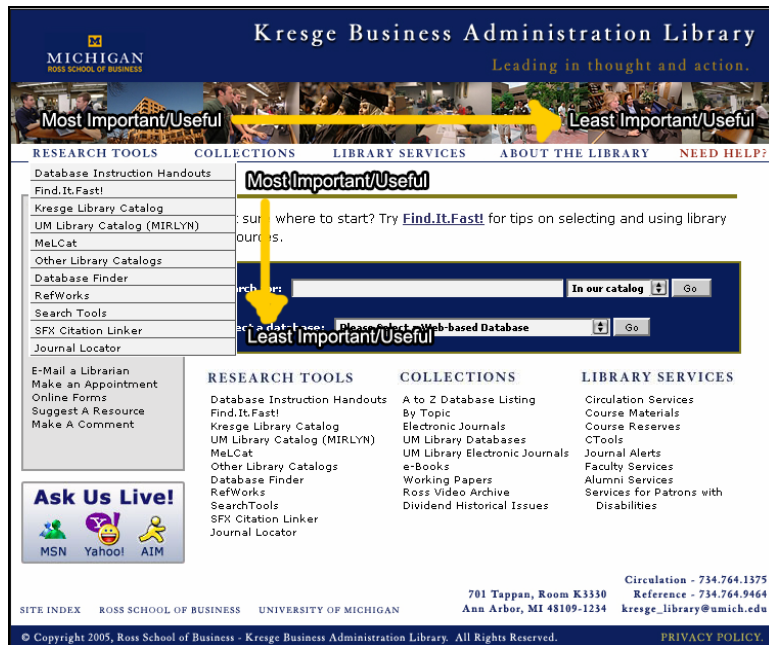 Kresge Business Administration Library
M
MICHIGAN
ROSS SCHOOL OF BUSINESS
Leading in thought and action.
Most Important/Useful Least Important/Useful
RESEARCH TOOLS COLLECTIONS LIBRARY SERVICES ABOUT THE LIBRARY NEED HELP?
Database Instruction Handouts
Find.It.Fast!
Kresge Library Catalog
UM Library Catalog (MIRLYN)
MeLCat
Other Library Catalogs
Database Finder
RefWorks
Search Tools
SFX Citation Linker
Journal Locator
Most Important/Useful
Least Important/Useful
sure where to start? Try Find.It.Fast! for tips on selecting and using library
In our catalog Go
Please Select a Web-based Database Go
E-Mail a Librarian
Make an Appointment
Online Forms
Suggest A Resource
Make A Comment
Ask Us Live!
MSN Yahoo! AIM
RESEARCH TOOLS
Database Instruction Handouts
Find.It.Fast!
Kresge Library Catalog
UM Library Catalog (MIRLYN)
MeLCat
Other Library Catalogs
Database Finder
RefWorks
SearchTools
SFX Citation Linker
Journal Locator
COLLECTIONS
A to Z Database Listing
By Topic
Electronic Journals
UM Library Databases
UM Library Electronic Journals
e-Books
Working Papers
Ross Video Archive
Dividend Historical Issues
LIBRARY SERVICES
Circulation Services
Course Materials
Course Reserves
CTools
Journal Alerts
Faculty Services
Alumni Services
Services for Patrons with
Disabilities
SITE INDEX ROSS SCHOOL OF BUSINESS UNIVERSITY OF MICHIGAN
701 Tappan, Room K3330
Ann Arbor, MI 48109-1234
Circulation - 734.764.1375
Reference - 734.764.9464
kresge_library@umich.edu
© Copyright 2005, Ross School of Business - Kresge Business Administration Library. All Rights Reserved. PRIVACY POLICY.